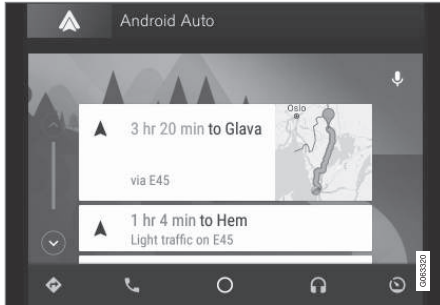 Android Auto
3 hr 20 min to Glava
Oslo
via E45
1 hr 4 min to Hem
Light traffic on E45
G063320